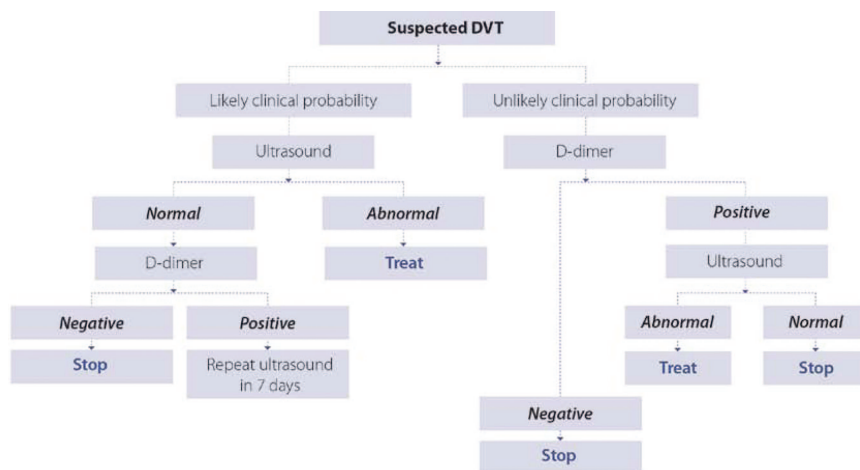 Suspected DVT
Likely clinical probability
Unlikely clinical probability
Ultrasound
D-dimer
Normal
Abnormal
Positive
D-dimer
Treat
Ultrasound
Negative
Positive
Abnormal
Normal
Stop
Repeat ultrasound
in 7 days
Treat
Stop
Negative
Stop